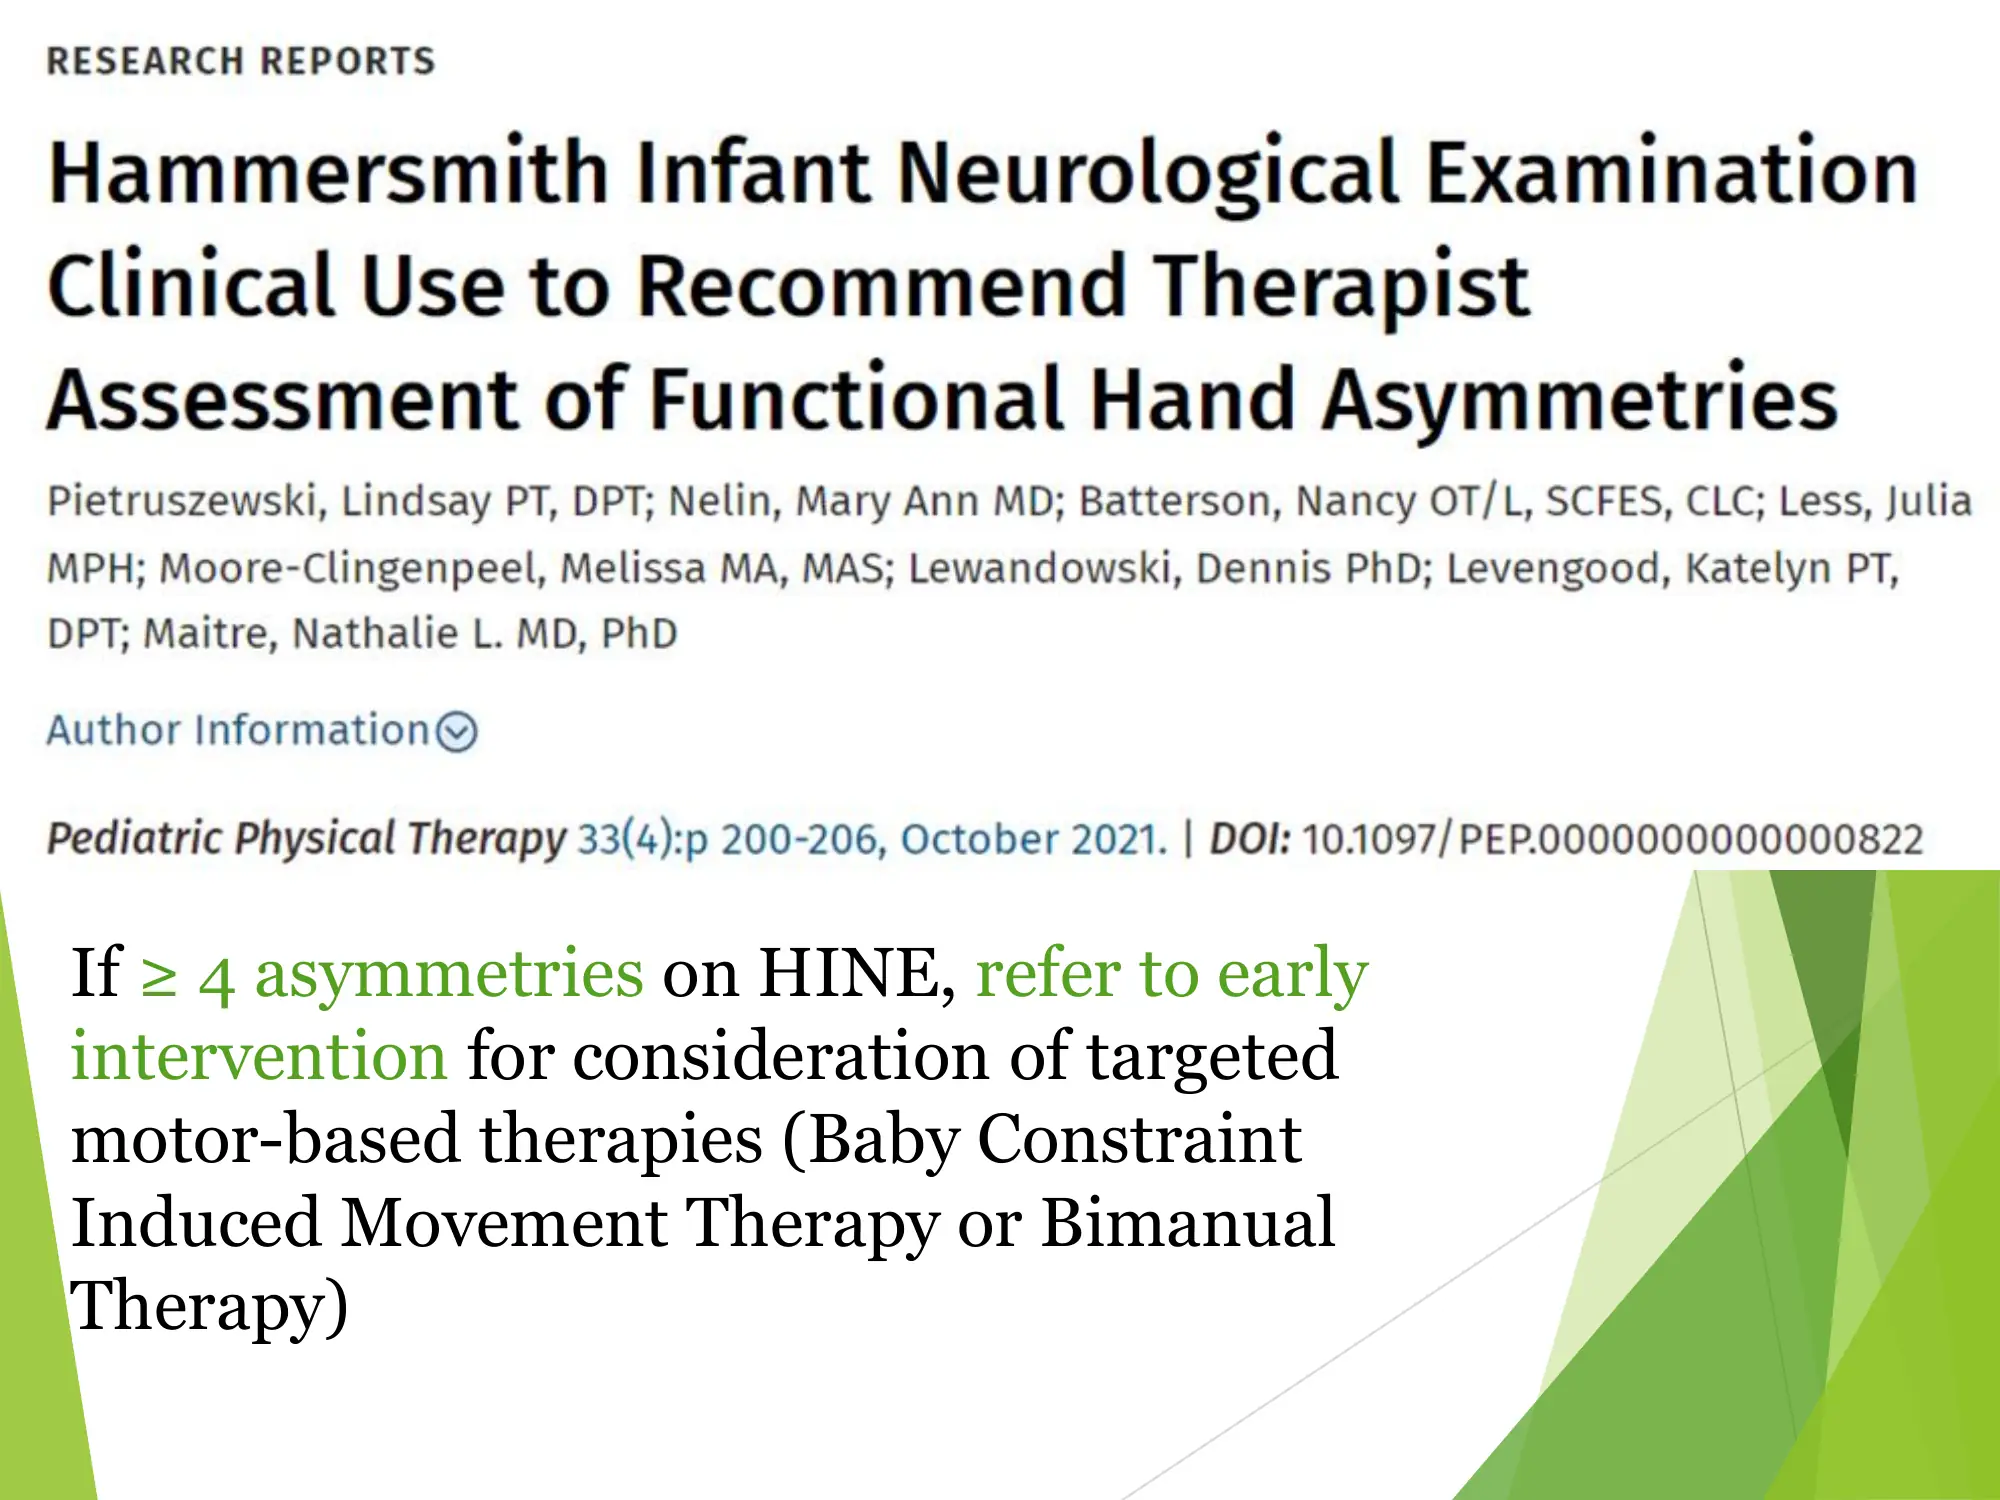 RESEARCH REPORTS
Hammersmith Infant Neurological Examination
Clinical Use to Recommend Therapist
Assessment of Functional Hand Asymmetries
Pietruszewski, Lindsay PT, DPT; Nelin, Mary Ann MD; Batterson, Nancy OT/L, SCFES, CLC; Less, Julia
MPH; Moore-Clingenpeel, Melissa MA, MAS; Lewandowski, Dennis PhD; Levengood, Katelyn PT,
DPT; Maitre, Nathalie L. MD, PhD
Author Information
Pediatric Physical Therapy 33(4):p 200-206, October 2021. | DOI: 10.1097/PEP.0000000000000822
If ≥ 4 asymmetries on HINE, refer to early
intervention for consideration of targeted
motor-based therapies (Baby Constraint
Induced Movement Therapy or Bimanual
Therapy)